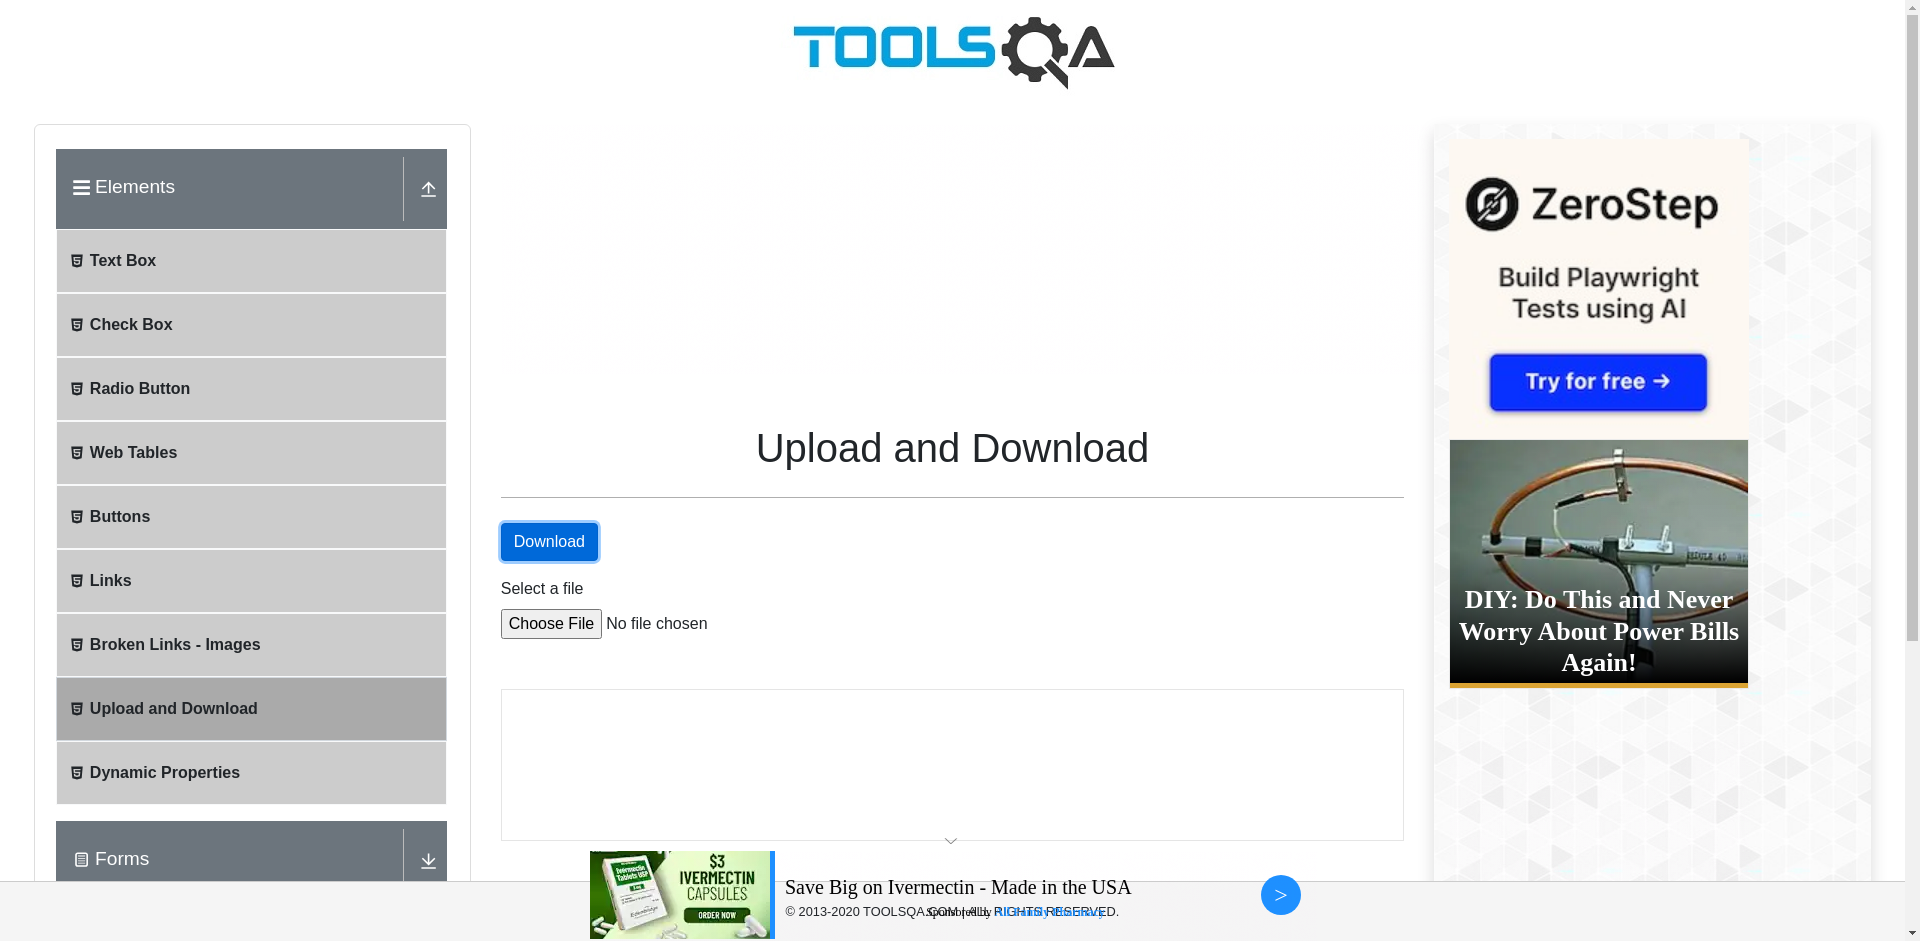 TOOLSQA
Elements
Text Box
Check Box
Radio Button
Web Tables
Buttons
Links
Broken Links - Images
Upload and Download
Dynamic Properties
Forms
Upload and Download
Download
Select a file
Choose File No file chosen
ZeroStep
Build Playwright
Tests using AI
Try for free →
DIY: Do This and Never
Worry About Power Bills
Again!
$3
IVERMECTIN
CAPSULES
ORDER NOW
Save Big on Ivermectin - Made in the USA
© 2013-2020 TOOLSQA.COM | ALL RIGHTS RESERVED.
>